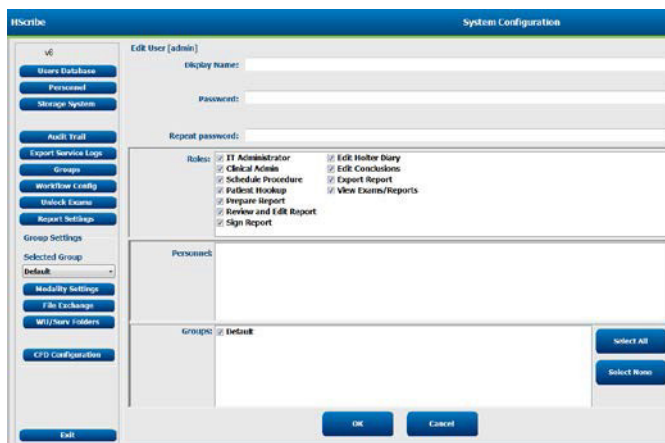 HScribe
System Configuration
v6
Users Database
Personnel
Storage System
Audit Trail
Export Service Logs
Groups
Workflow Config
Unlock Exams
Report Settings
Group Settings
Selected Group
Default
Modality Settings
File Exchange
WU/Surv Folders
CFD Configuration
Exit
Edit User [admin]
Display Name:
Password:
Repeat password:
Roles:
IT Administrator
Clinical Admin
Schedule Procedure
Patient Hookup
Prepare Report
Review and Edit Report
Sign Report
Edit Holter Diary
Edit Conclusions
Export Report
View Exams/Reports
Personnel:
Groups:
Default
Select All
Select None
OK
Cancel